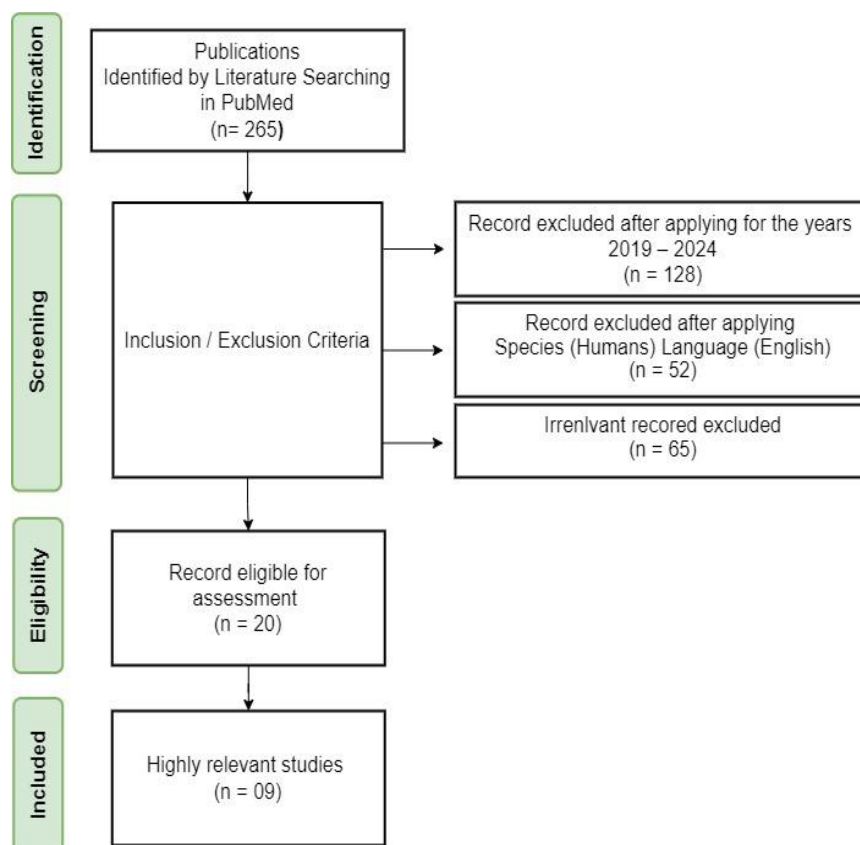 Identification
Publications
Identified by Literature Searching
in PubMed
(n= 265)
Screening
Inclusion / Exclusion Criteria
Record excluded after applying for the years
2019 – 2024
(n = 128)
Record excluded after applying
Species (Humans) Language (English)
(n = 52)
Irrenlvant recored excluded
(n = 65)
Eligibility
Record eligible for
assessment
(n = 20)
Included
Highly relevant studies
(n = 09)